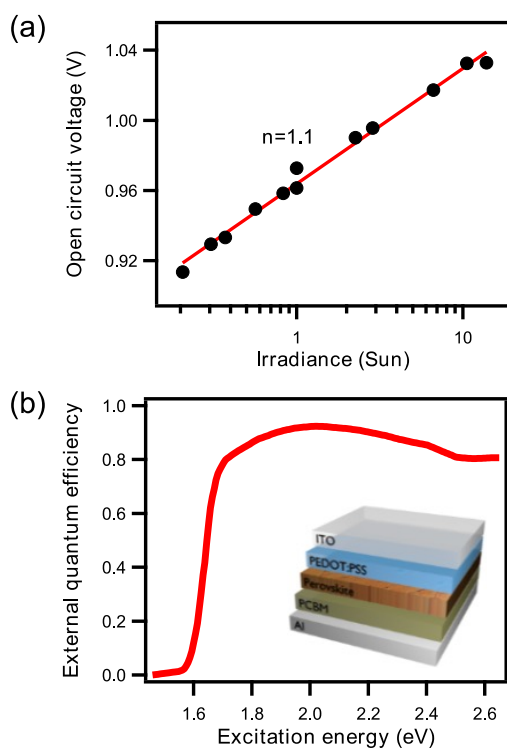 (a)
Open circuit voltage (V)
1.04
1.00
0.96
0.92
n=1.1
1
10
Irradiance (Sun)
(b)
External quantum efficiency
1.0
0.8
0.6
0.4
0.2
0.0
ITO
PEDOT:PSS
Perovskite
PCBM
Al
1.6
1.8
2.0
2.2
2.4
2.6
Excitation energy (eV)